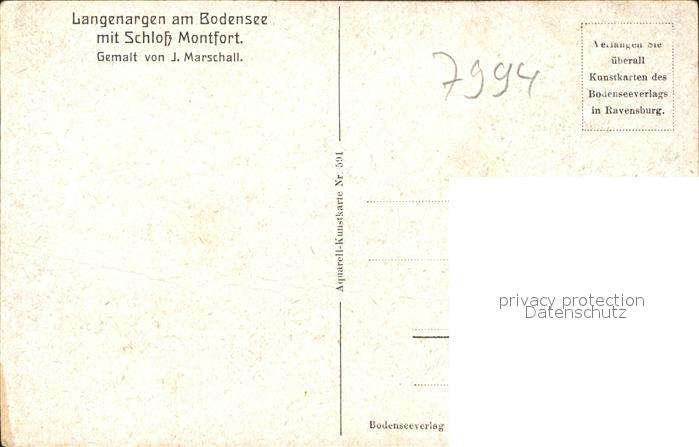 Langenargen am Bodensee
mit Schloß Montfort.
Gemalt von J. Marschall.
7994
Verlangen Sie
überall
Kunstkarten des
Bodenseeverlags
in Ravensburg.
Aquarell-Kunstkarte Nr. 591
privacy protection
Datenschutz
Bodenseeverlag